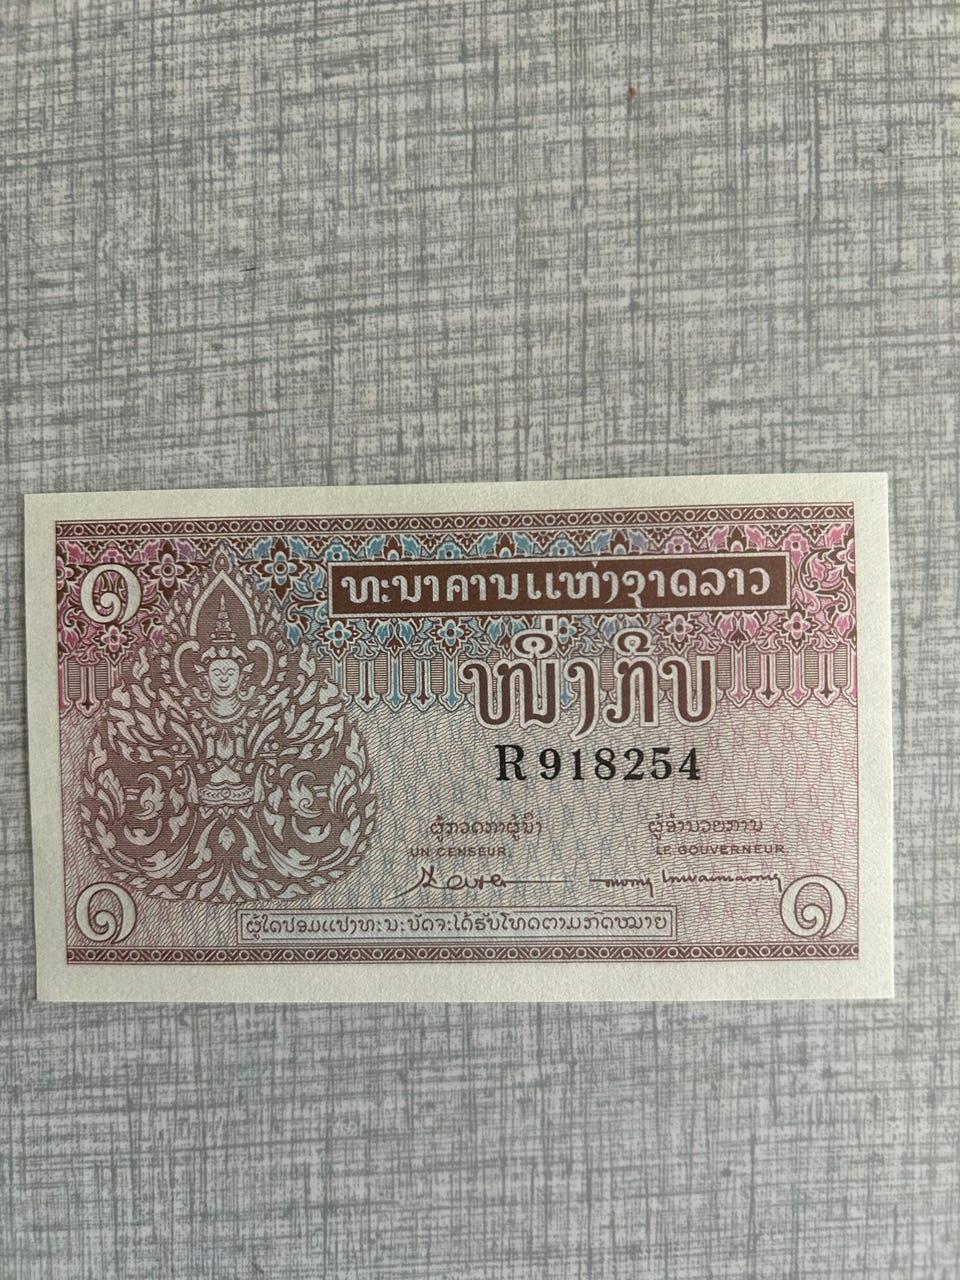 ໑
ທະນາຄານແຫ່ງຊາດລາວ
ໜຶ່ງກີບ
R 918254
ຜູ້ກວດກາຜູ້ນຶ່ງ ຜູ້ອຳນວຍການ
UN CENSEUR, LE GOUVERNEUR,
໑ ໑
ຜູ້ໃດປອມແປງທະນະບັດຈະໄດ້ຮັບໂທດຕາມກົດໝາຍ